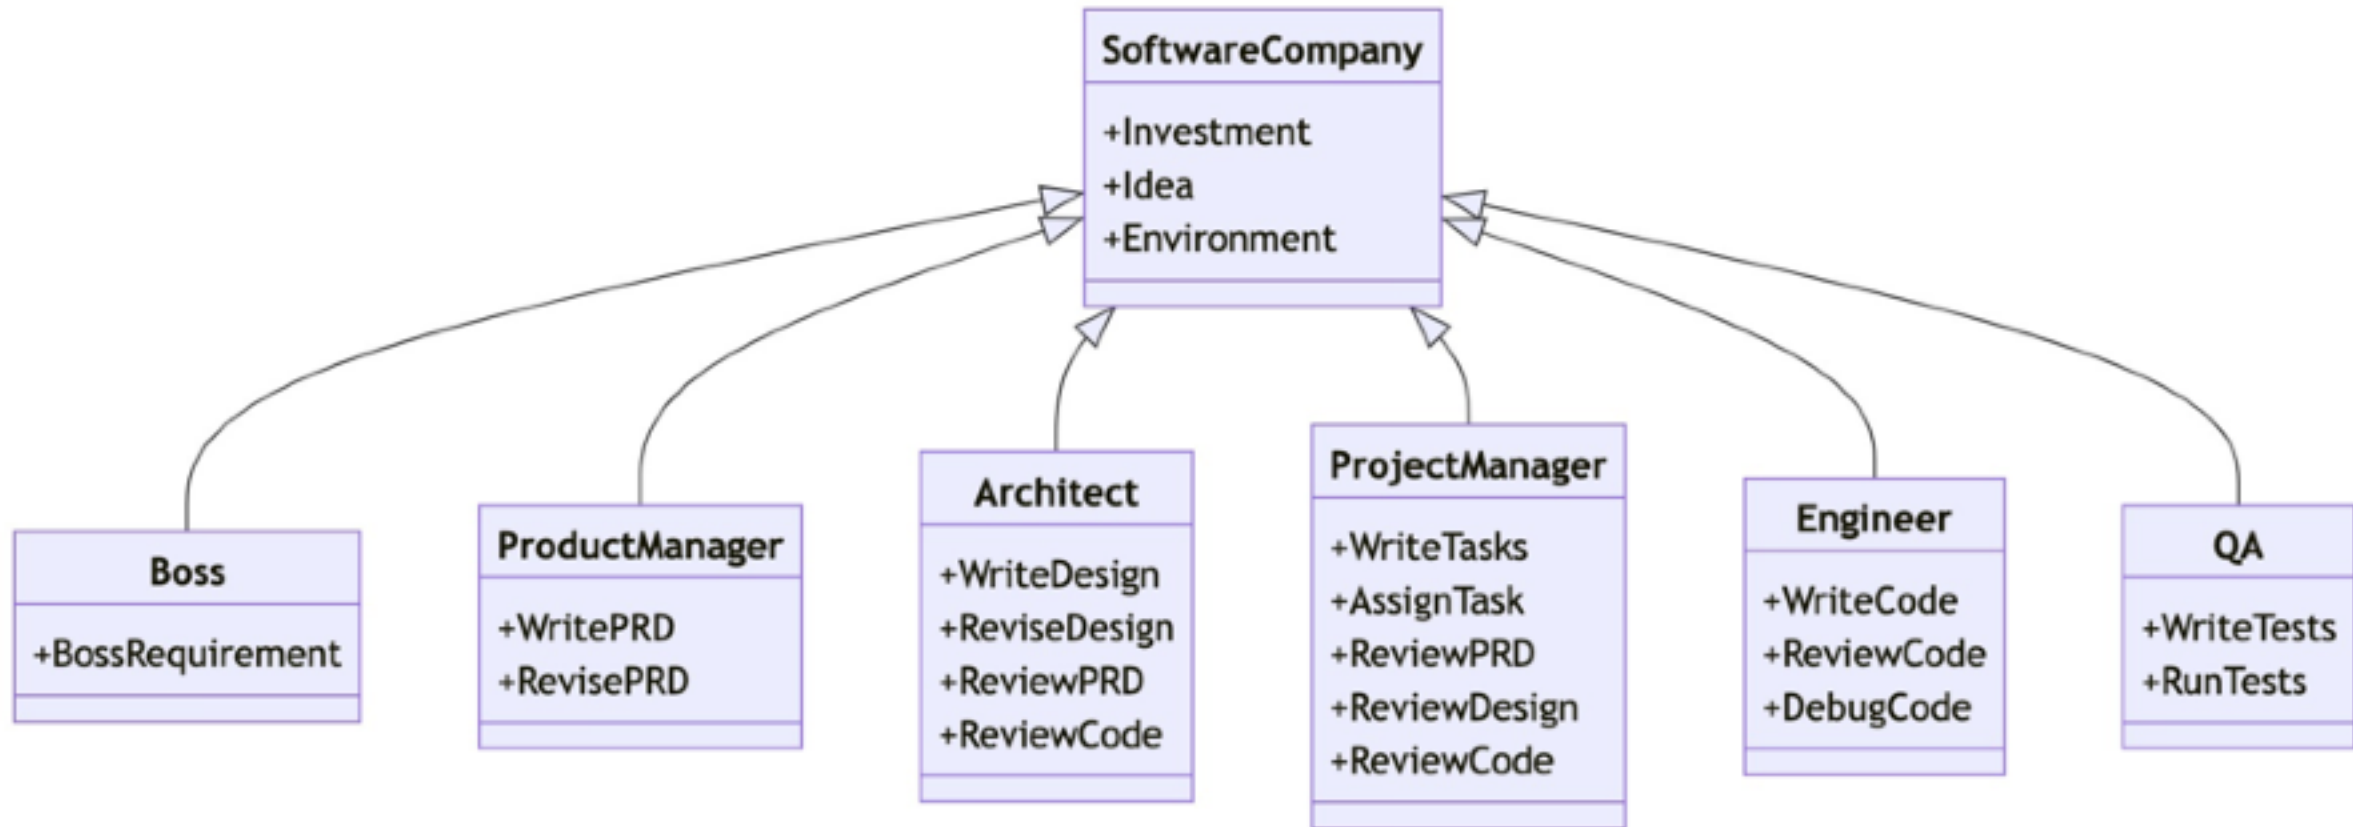 SoftwareCompany
+Investment
+Idea
+Environment
Boss
+BossRequirement
ProductManager
+WritePRD
+RevisePRD
Architect
+WriteDesign
+ReviseDesign
+ReviewPRD
+ReviewCode
ProjectManager
+WriteTasks
+AssignTask
+ReviewPRD
+ReviewDesign
+ReviewCode
Engineer
+WriteCode
+ReviewCode
+DebugCode
QA
+WriteTests
+RunTests